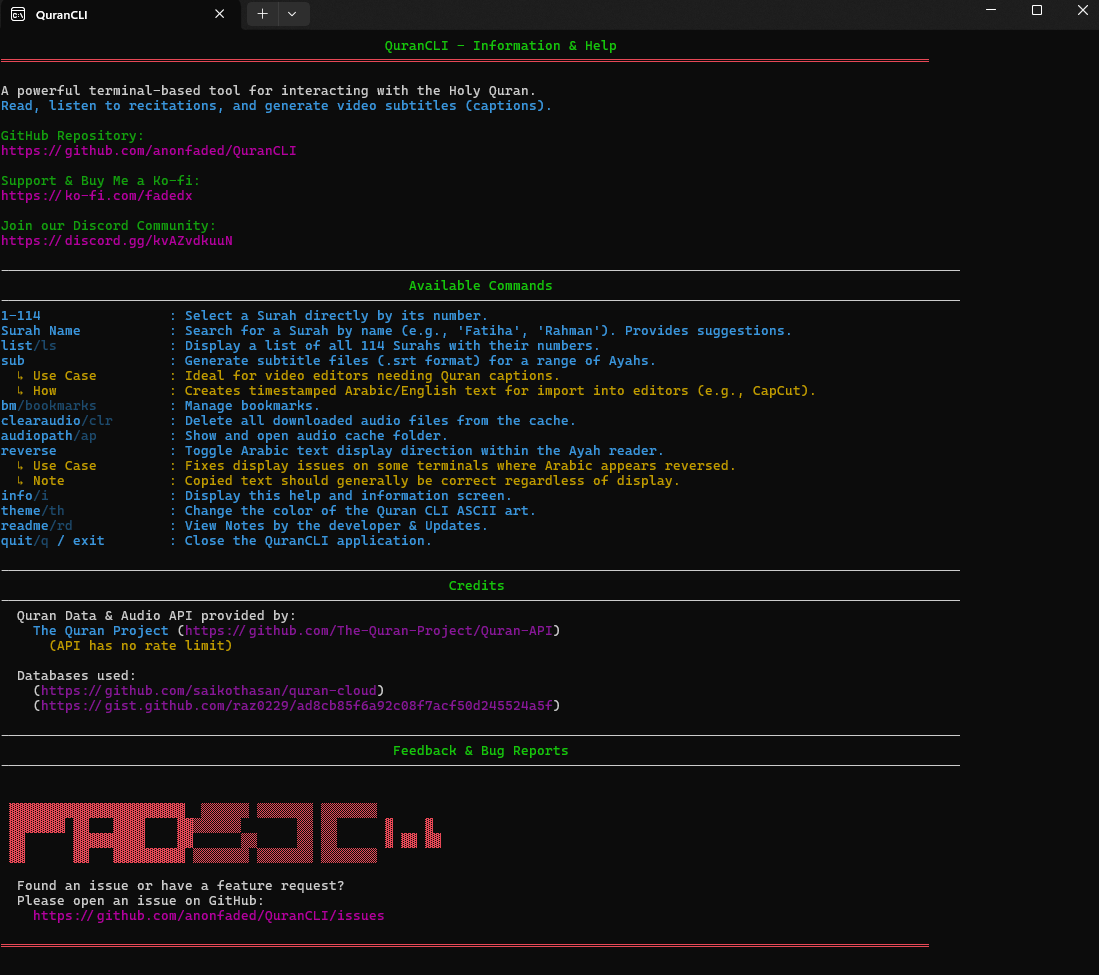 QuranCLI
QuranCLI - Information & Help
A powerful terminal-based tool for interacting with the Holy Quran.
Read, listen to recitations, and generate video subtitles (captions).
GitHub Repository:
https://github.com/anonfaded/QuranCLI
Support & Buy Me a Ko-fi:
https://ko-fi.com/fadedx
Join our Discord Community:
https://discord.gg/kvAZvdkuuN
Available Commands
1-114 : Select a Surah directly by its number.
Surah Name : Search for a Surah by name (e.g., 'Fatiha', 'Rahman'). Provides suggestions.
list/ls : Display a list of all 114 Surahs with their numbers.
sub : Generate subtitle files (.srt format) for a range of Ayahs.
↳ Use Case : Ideal for video editors needing Quran captions.
↳ How : Creates timestamped Arabic/English text for import into editors (e.g., CapCut).
bm/bookmarks : Manage bookmarks.
clearaudio/clr : Delete all downloaded audio files from the cache.
audiopath/ap : Show and open audio cache folder.
reverse : Toggle Arabic text display direction within the Ayah reader.
↳ Use Case : Fixes display issues on some terminals where Arabic appears reversed.
↳ Note : Copied text should generally be correct regardless of display.
info/i : Display this help and information screen.
theme/th : Change the color of the Quran CLI ASCII art.
readme/rd : View Notes by the developer & Updates.
quit/q / exit : Close the QuranCLI application.
Credits
Quran Data & Audio API provided by:
The Quran Project (https://github.com/The-Quran-Project/Quran-API)
(API has no rate limit)
Databases used:
(https://github.com/saikothasan/quran-cloud)
(https://gist.github.com/raz0229/ad8cb85f6a92c08f7acf50d245524a5f)
Feedback & Bug Reports
Found an issue or have a feature request?
Please open an issue on GitHub:
https://github.com/anonfaded/QuranCLI/issues